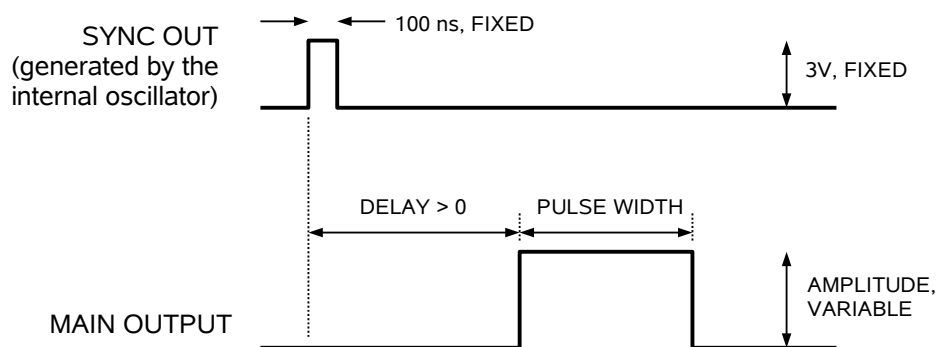 SYNC OUT
(generated by the
internal oscillator)
100 ns, FIXED
3V, FIXED
DELAY > 0
PULSE WIDTH
AMPLITUDE,
VARIABLE
MAIN OUTPUT